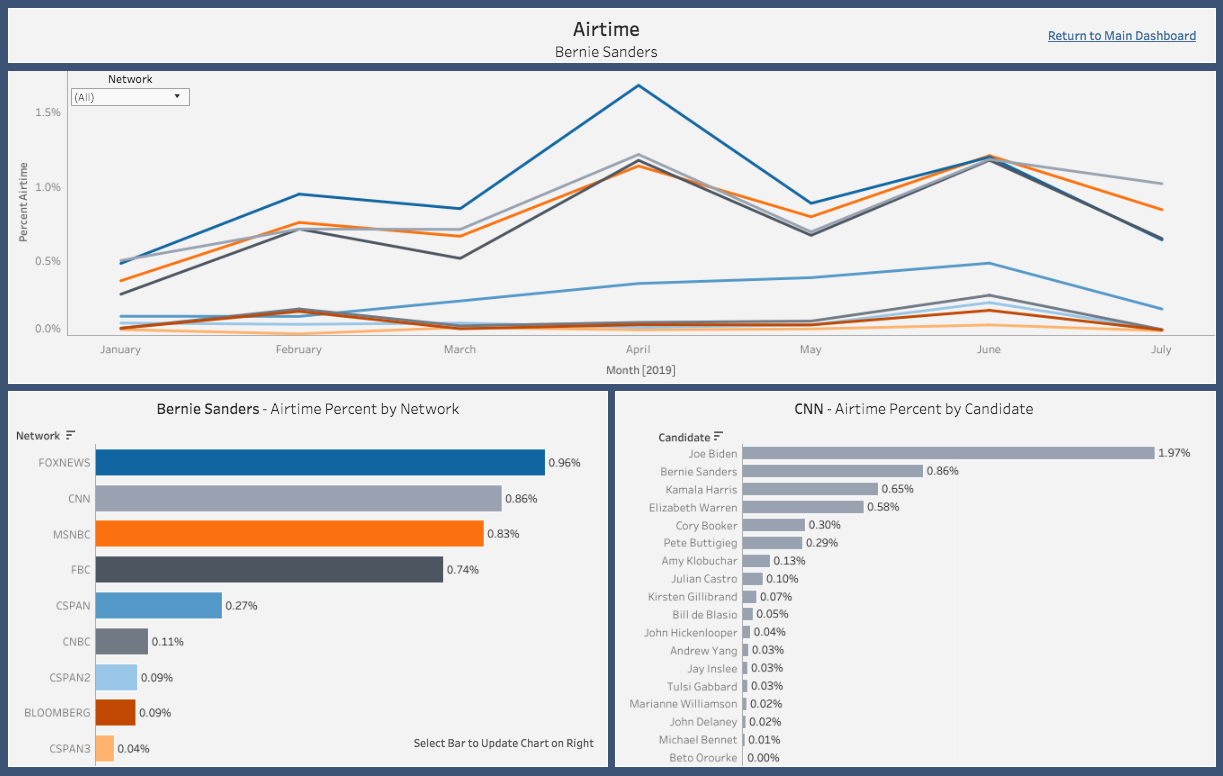 Airtime
Bernie Sanders
Return to Main Dashboard
Network
(All)
1.5%
1.0%
0.5%
0.0%
Percent Airtime
January February March April May June July
Month [2019]
Bernie Sanders - Airtime Percent by Network
Network
FOXNEWS 0.96%
CNN 0.86%
MSNBC 0.83%
FBC 0.74%
CSPAN 0.27%
CNBC 0.11%
CSPAN2 0.09%
BLOOMBERG 0.09%
CSPAN3 0.04%
Select Bar to Update Chart on Right
CNN - Airtime Percent by Candidate
Candidate
Joe Biden 1.97%
Bernie Sanders 0.86%
Kamala Harris 0.65%
Elizabeth Warren 0.58%
Cory Booker 0.30%
Pete Buttigieg 0.29%
Amy Klobuchar 0.13%
Julian Castro 0.10%
Kirsten Gillibrand 0.07%
Bill de Blasio 0.05%
John Hickenlooper 0.04%
Andrew Yang 0.03%
Jay Inslee 0.03%
Tulsi Gabbard 0.03%
Marianne Williamson 0.02%
John Delaney 0.02%
Michael Bennet 0.01%
Beto Orourke 0.00%